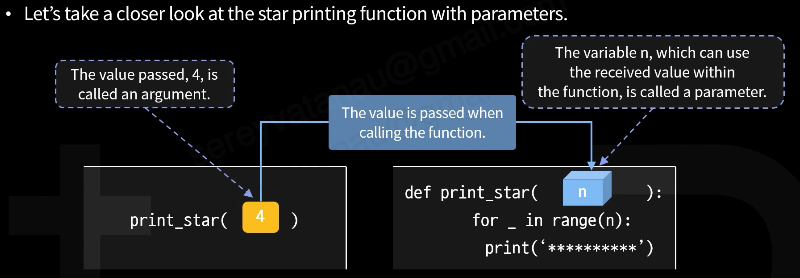 • Let's take a closer look at the star printing function with parameters.
The value passed, 4, is
called an argument.
The value is passed when
calling the function.
The variable n, which can use
the received value within
the function, is called a parameter.
print_star( 4 )
def print_star( n ):
for _ in range(n):
print(‘**********’)